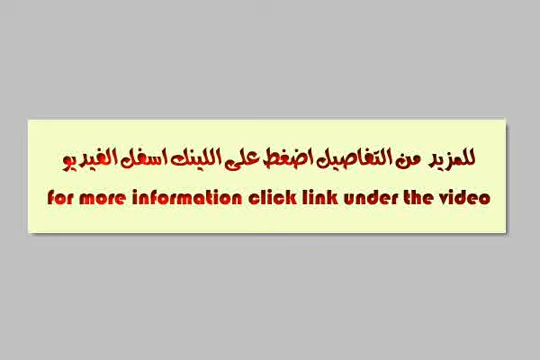 للمزيد من التفاصيل اضغط على اللينك اسفل الفيديو
for more information click link under the video